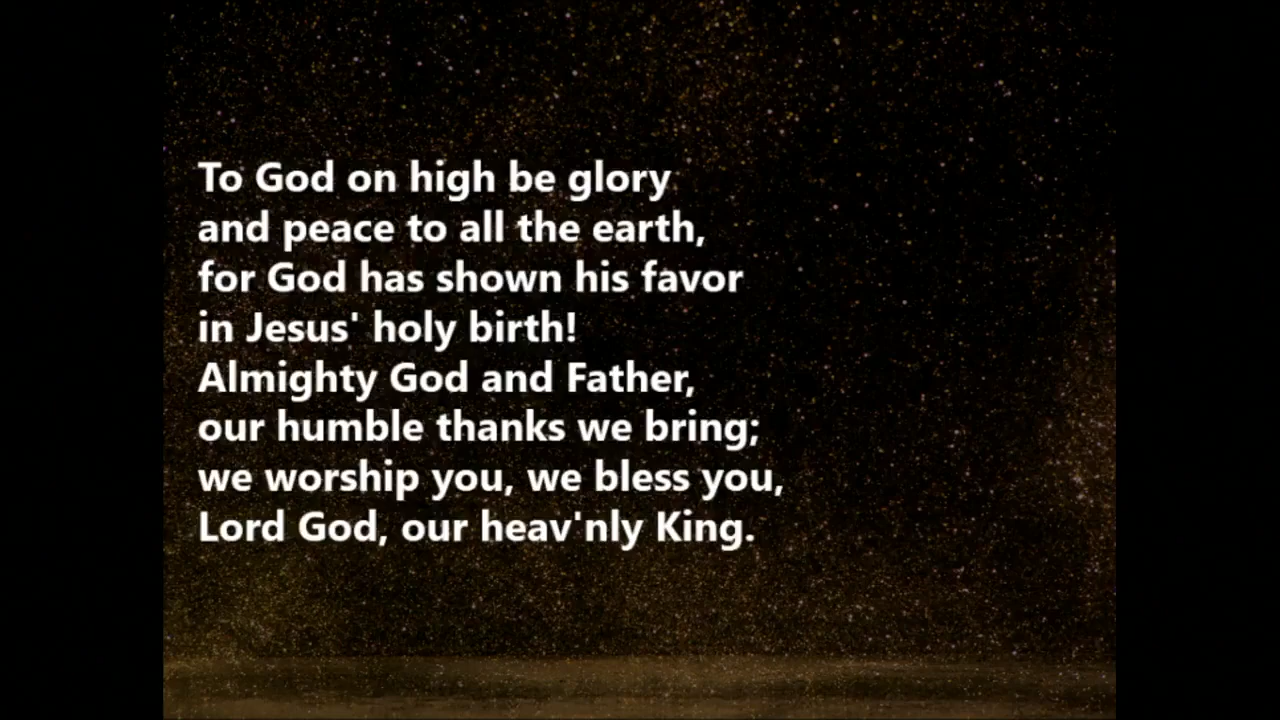 To God on high be glory
and peace to all the earth,
for God has shown his favor
in Jesus' holy birth!
Almighty God and Father,
our humble thanks we bring;
we worship you, we bless you,
Lord God, our heav'nly King.